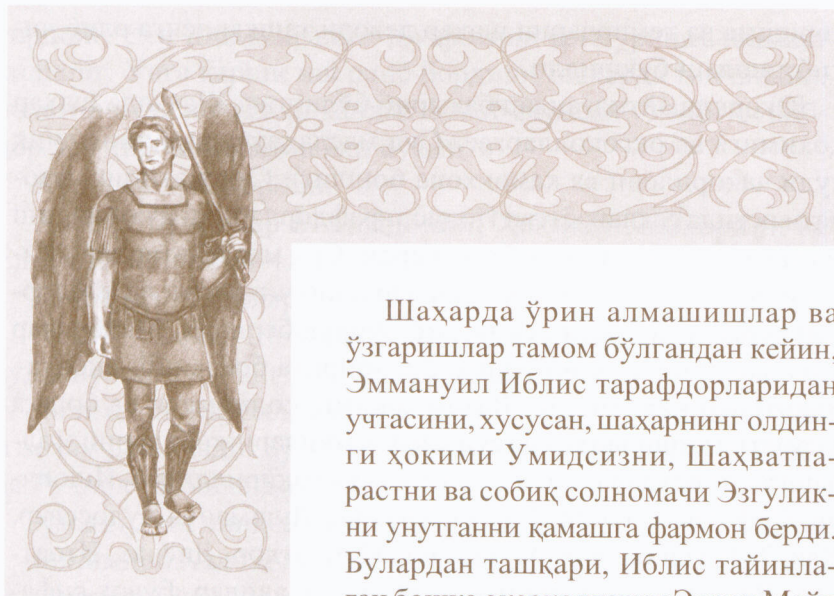 Шаҳарда ўрин алмашишлар ва
ўзгаришлар тамом бўлгандан кейин,
Эммануил Иблис тарафдорларидан
учтасини, хусусан, шаҳарнинг олдин-
ги ҳокими Умидсизни, Шаҳватпа-
растни ва собиқ солномачи Эзгулик-
ни унутганни қамашга фармон берди.
Булардан ташқари, Иблис тайинла-